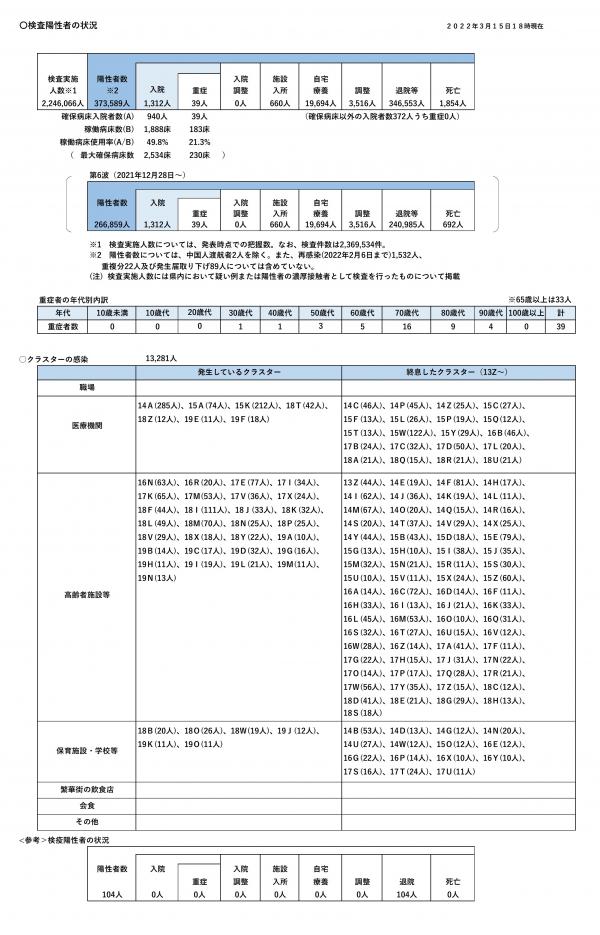 〇検査陽性者の状況
２０２２年３月１５日１８時現在
検査実施人数※1 陽性者数※2 入院 重症 入院調整 施設入所 自宅療養 調整 退院等 死亡
2,246,066人 373,589人 1,312人 39人 0人 660人 19,694人 3,516人 346,553人 1,854人
確保病床入院者数(A) 940人 39人 （確保病床以外の入院者数372人うち重症0人）
稼働病床数(B) 1,888床 183床
稼働病床使用率(A/B) 49.8% 21.3%
（ 最大確保病床数 2,534床 230床 ）
第6波（2021年12月28日～）
陽性者数 入院 重症 入院調整 施設入所 自宅療養 調整 退院等 死亡
266,859人 1,312人 39人 0人 660人 19,694人 3,516人 240,985人 692人
※1 検査実施人数については、発表時点での把握数。なお、検査件数は2,369,534件。
※2 陽性者数については、中国人渡航者2人を除く。また、再感染(2022年2月6日まで)1,532人、
重複分22人及び発生届取り下げ89人については含めていない。
(注) 検査実施人数には県内において疑い例または陽性者の濃厚接触者として検査を行ったものについて掲載
重症者の年代別内訳 ※65歳以上は33人
年代 10歳未満 10歳代 20歳代 30歳代 40歳代 50歳代 60歳代 70歳代 80歳代 90歳代 100歳以上 計
重症者数 0 0 0 1 1 3 5 16 9 4 0 39
〇クラスターの感染 13,281人
発生しているクラスター 終息したクラスター（13Z～）
職場
医療機関
14A(285人)、15A(74人)、15K(212人)、18T(42人)、
18Z(12人)、19E(11人)、19F(18人)
14C(46人)、14P(45人)、14Z(25人)、15C(27人)、
15F(13人)、15L(26人)、15P(19人)、15Q(12人)、
15T(13人)、15W(122人)、15Y(29人)、16B(46人)、
17B(24人)、17C(32人)、17D(50人)、17L(20人)、
18A(21人)、18Q(15人)、18R(21人)、18U(21人)
高齢者施設等
16N(63人)、16R(20人)、17E(77人)、17I(34人)、
17K(65人)、17M(53人)、17V(36人)、17X(24人)、
18F(44人)、18I(111人)、18J(33人)、18K(32人)、
18L(49人)、18M(70人)、18N(25人)、18P(25人)、
18V(29人)、18X(18人)、18Y(22人)、19A(10人)、
19B(14人)、19C(17人)、19D(32人)、19G(16人)、
19H(11人)、19I(19人)、19L(21人)、19M(11人)、
19N(13人)
13Z(44人)、14E(19人)、14F(81人)、14H(17人)、
14I(62人)、14J(36人)、14K(19人)、14L(11人)、
14M(67人)、14O(20人)、14Q(15人)、14R(16人)、
14S(20人)、14T(37人)、14V(29人)、14X(25人)、
14Y(44人)、15B(43人)、15D(18人)、15E(79人)、
15G(13人)、15H(10人)、15I(38人)、15J(35人)、
15M(32人)、15N(21人)、15R(11人)、15S(30人)、
15U(10人)、15V(11人)、15X(24人)、15Z(60人)、
16A(14人)、16C(72人)、16D(14人)、16F(11人)、
16H(33人)、16I(13人)、16J(21人)、16K(33人)、
16L(45人)、16M(53人)、16O(10人)、16Q(31人)、
16S(32人)、16T(27人)、16U(15人)、16V(12人)、
16W(28人)、16Z(14人)、17A(41人)、17F(11人)、
17G(22人)、17H(15人)、17J(31人)、17N(22人)、
17O(14人)、17P(17人)、17Q(28人)、17R(21人)、
17W(56人)、17Y(35人)、17Z(15人)、18C(12人)、
18D(41人)、18E(21人)、18G(29人)、18H(13人)、
18S(18人)
保育施設・学校等
18B(20人)、18O(26人)、18W(19人)、19J(12人)、
19K(11人)、19O(11人)
14B(53人)、14D(13人)、14G(12人)、14N(20人)、
14U(27人)、14W(12人)、15O(12人)、16E(12人)、
16G(22人)、16P(14人)、16X(10人)、16Y(10人)、
17S(16人)、17T(24人)、17U(11人)
繁華街の飲食店
会食
その他
<参考>検疫陽性者の状況
陽性者数 入院 重症 入院調整 施設入所 自宅療養 調整 退院 死亡
104人 0人 0人 0人 0人 0人 0人 104人 0人